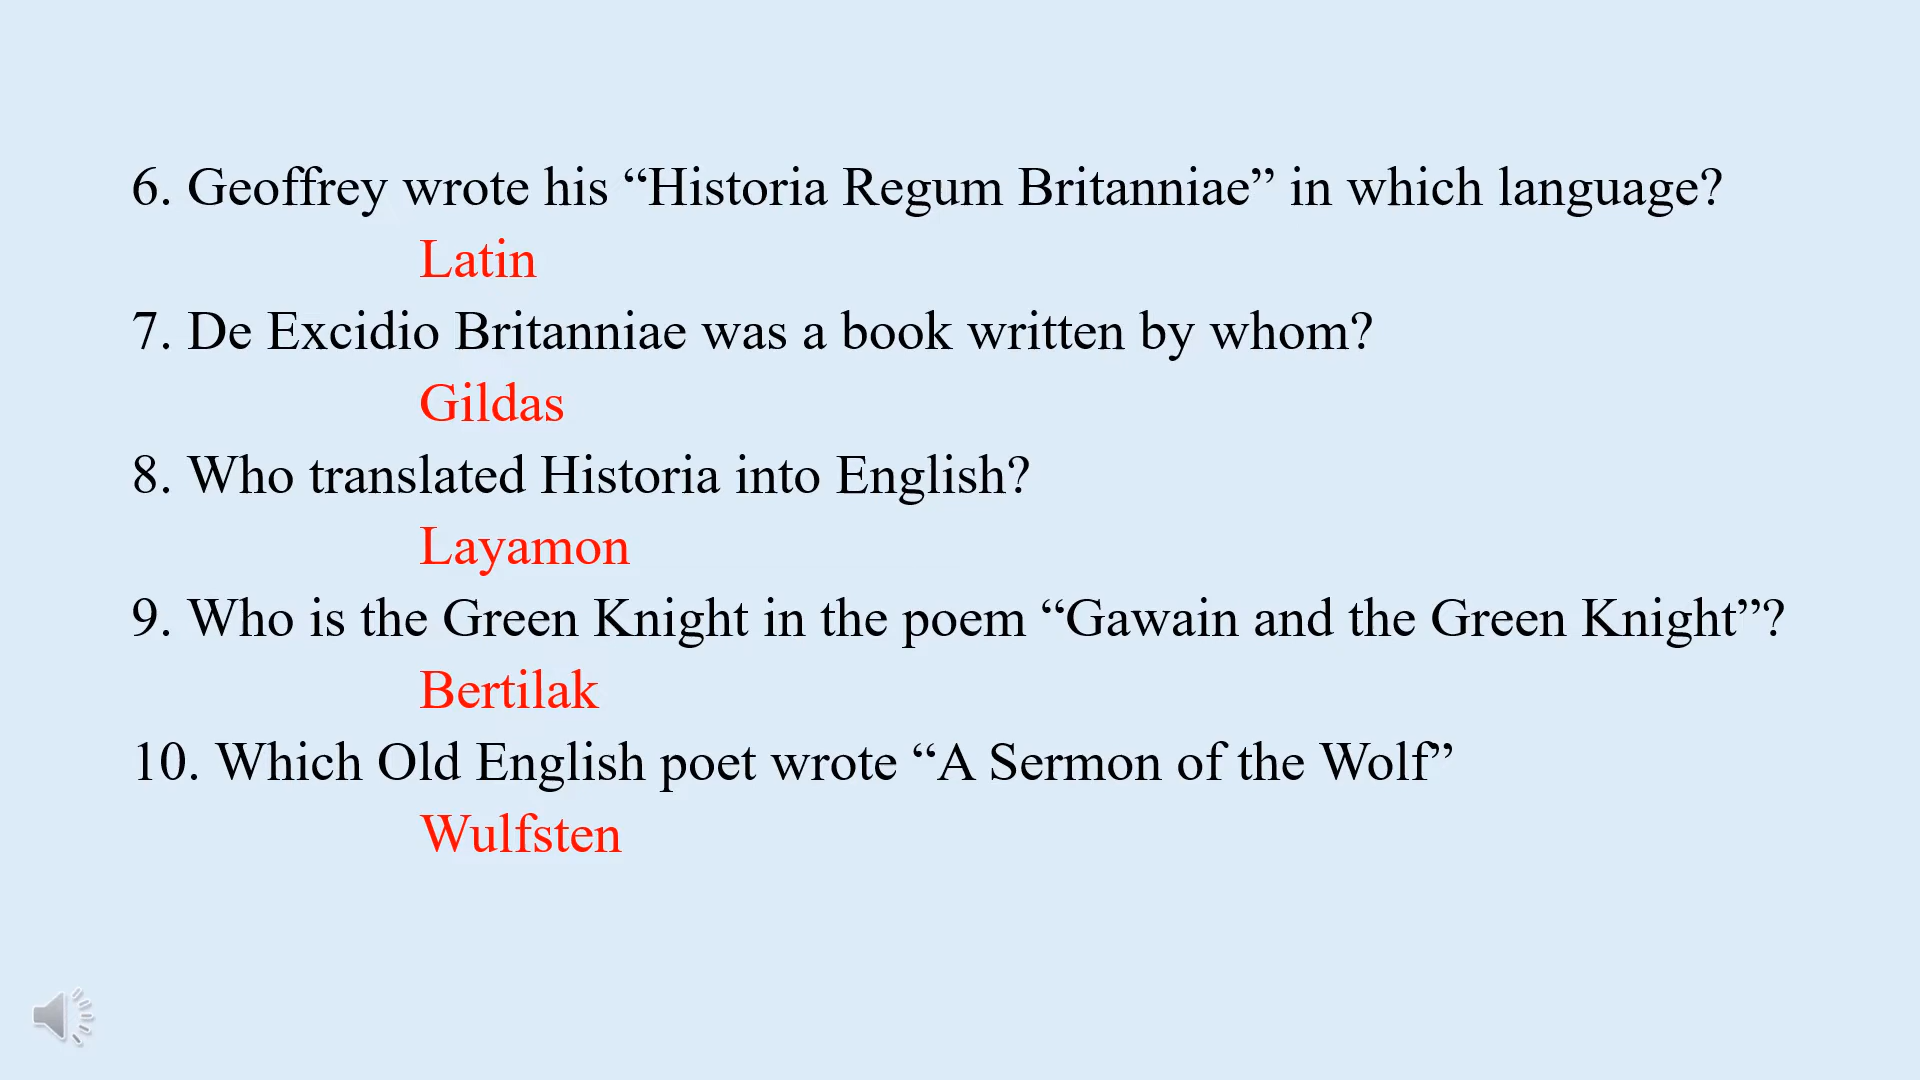 6. Geoffrey wrote his “Historia Regum Britanniae” in which language?
Latin
7. De Excidio Britanniae was a book written by whom?
Gildas
8. Who translated Historia into English?
Layamon
9. Who is the Green Knight in the poem “Gawain and the Green Knight”?
Bertilak
10. Which Old English poet wrote “A Sermon of the Wolf”
Wulfsten